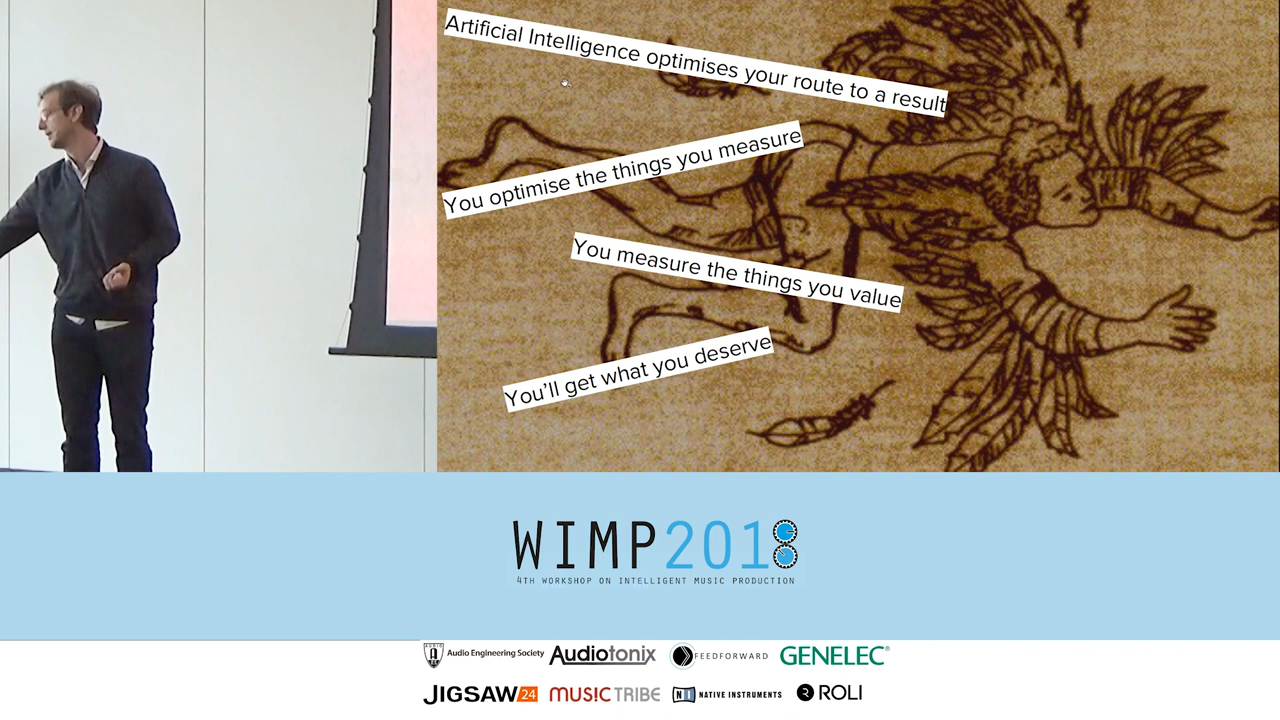 Artificial Intelligence optimises your route to a result
You optimise the things you measure
You measure the things you value
You'll get what you deserve
WIMP2018
4TH WORKSHOP ON INTELLIGENT MUSIC PRODUCTION
AUDIO
Audio Engineering Society
Audiotonix
FEEDFORWARD
GENELEC®
JIGSAW24
MUSIC TRIBE
NI NATIVE INSTRUMENTS
R ROLI